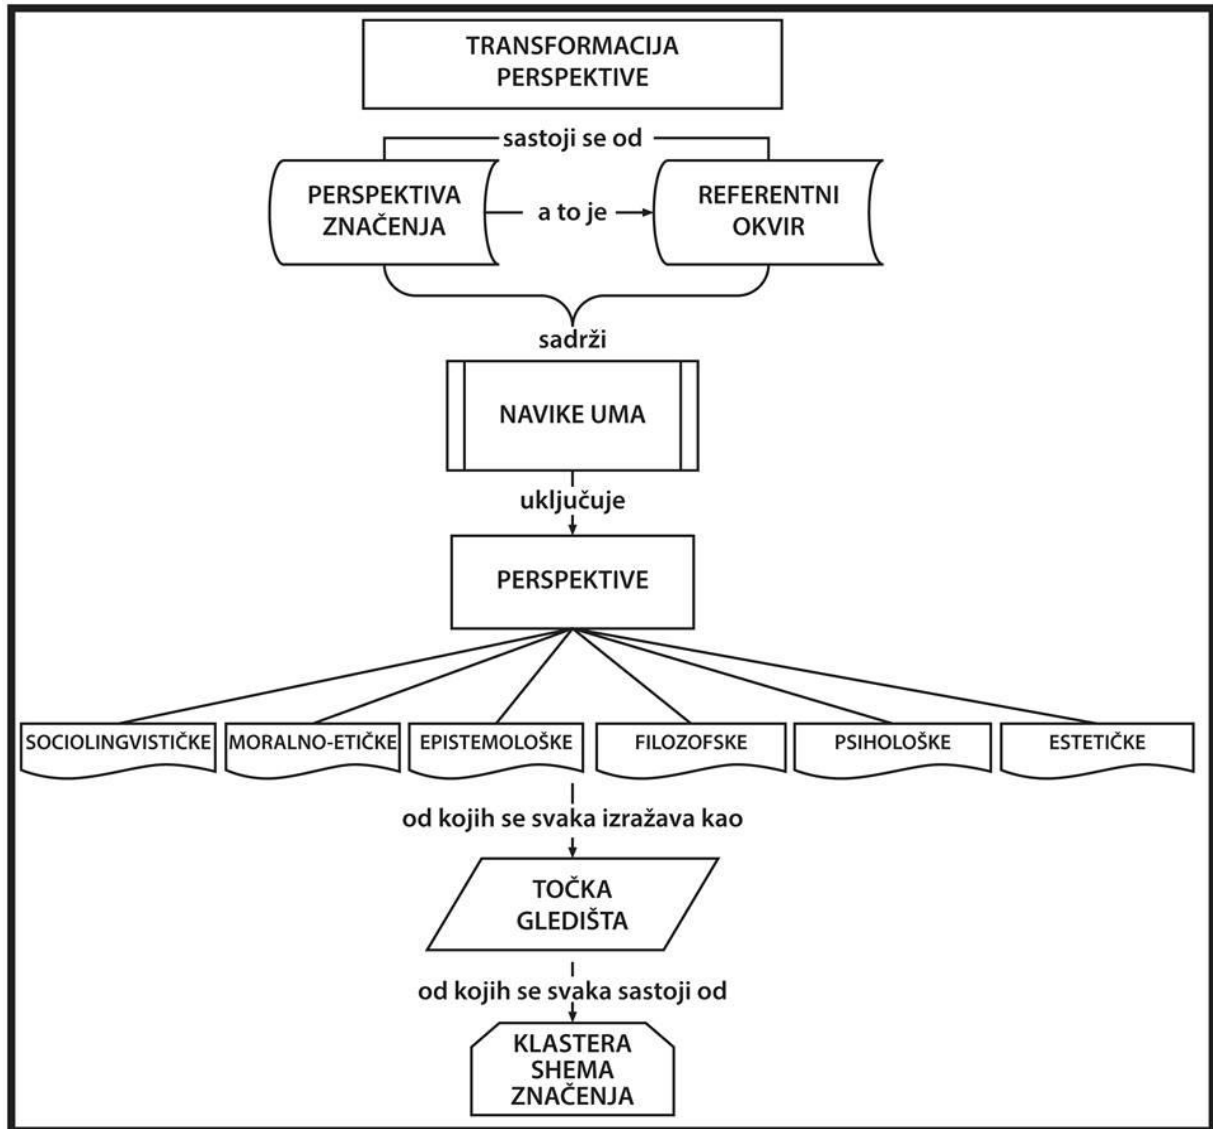 TRANSFORMACIJA
PERSPEKTIVE
sastoji se od
PERSPEKTIVA
ZNAČENJA
a to je
REFERENTNI
OKVIR
sadrži
NAVIKE UMA
uključuje
PERSPEKTIVE
SOCIOLINGVISTIČKE
MORALNO-ETIČKE
EPISTEMOLOŠKE
FILOZOFSKE
PSIHOLOŠKE
ESTETIČKE
od kojih se svaka izražava kao
TOČKA
GLEDIŠTA
od kojih se svaka sastoji od
KLASTERA
SHEMA
ZNAČENJA